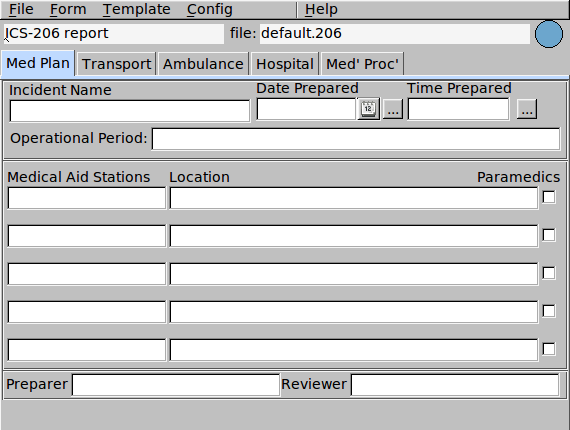 File Form Template Config Help
ICS-206 report file: default.206
Med Plan Transport Ambulance Hospital Med' Proc'
Incident Name Date Prepared Time Prepared
12 ... ...
Operational Period:
Medical Aid Stations Location Paramedics
Preparer Reviewer